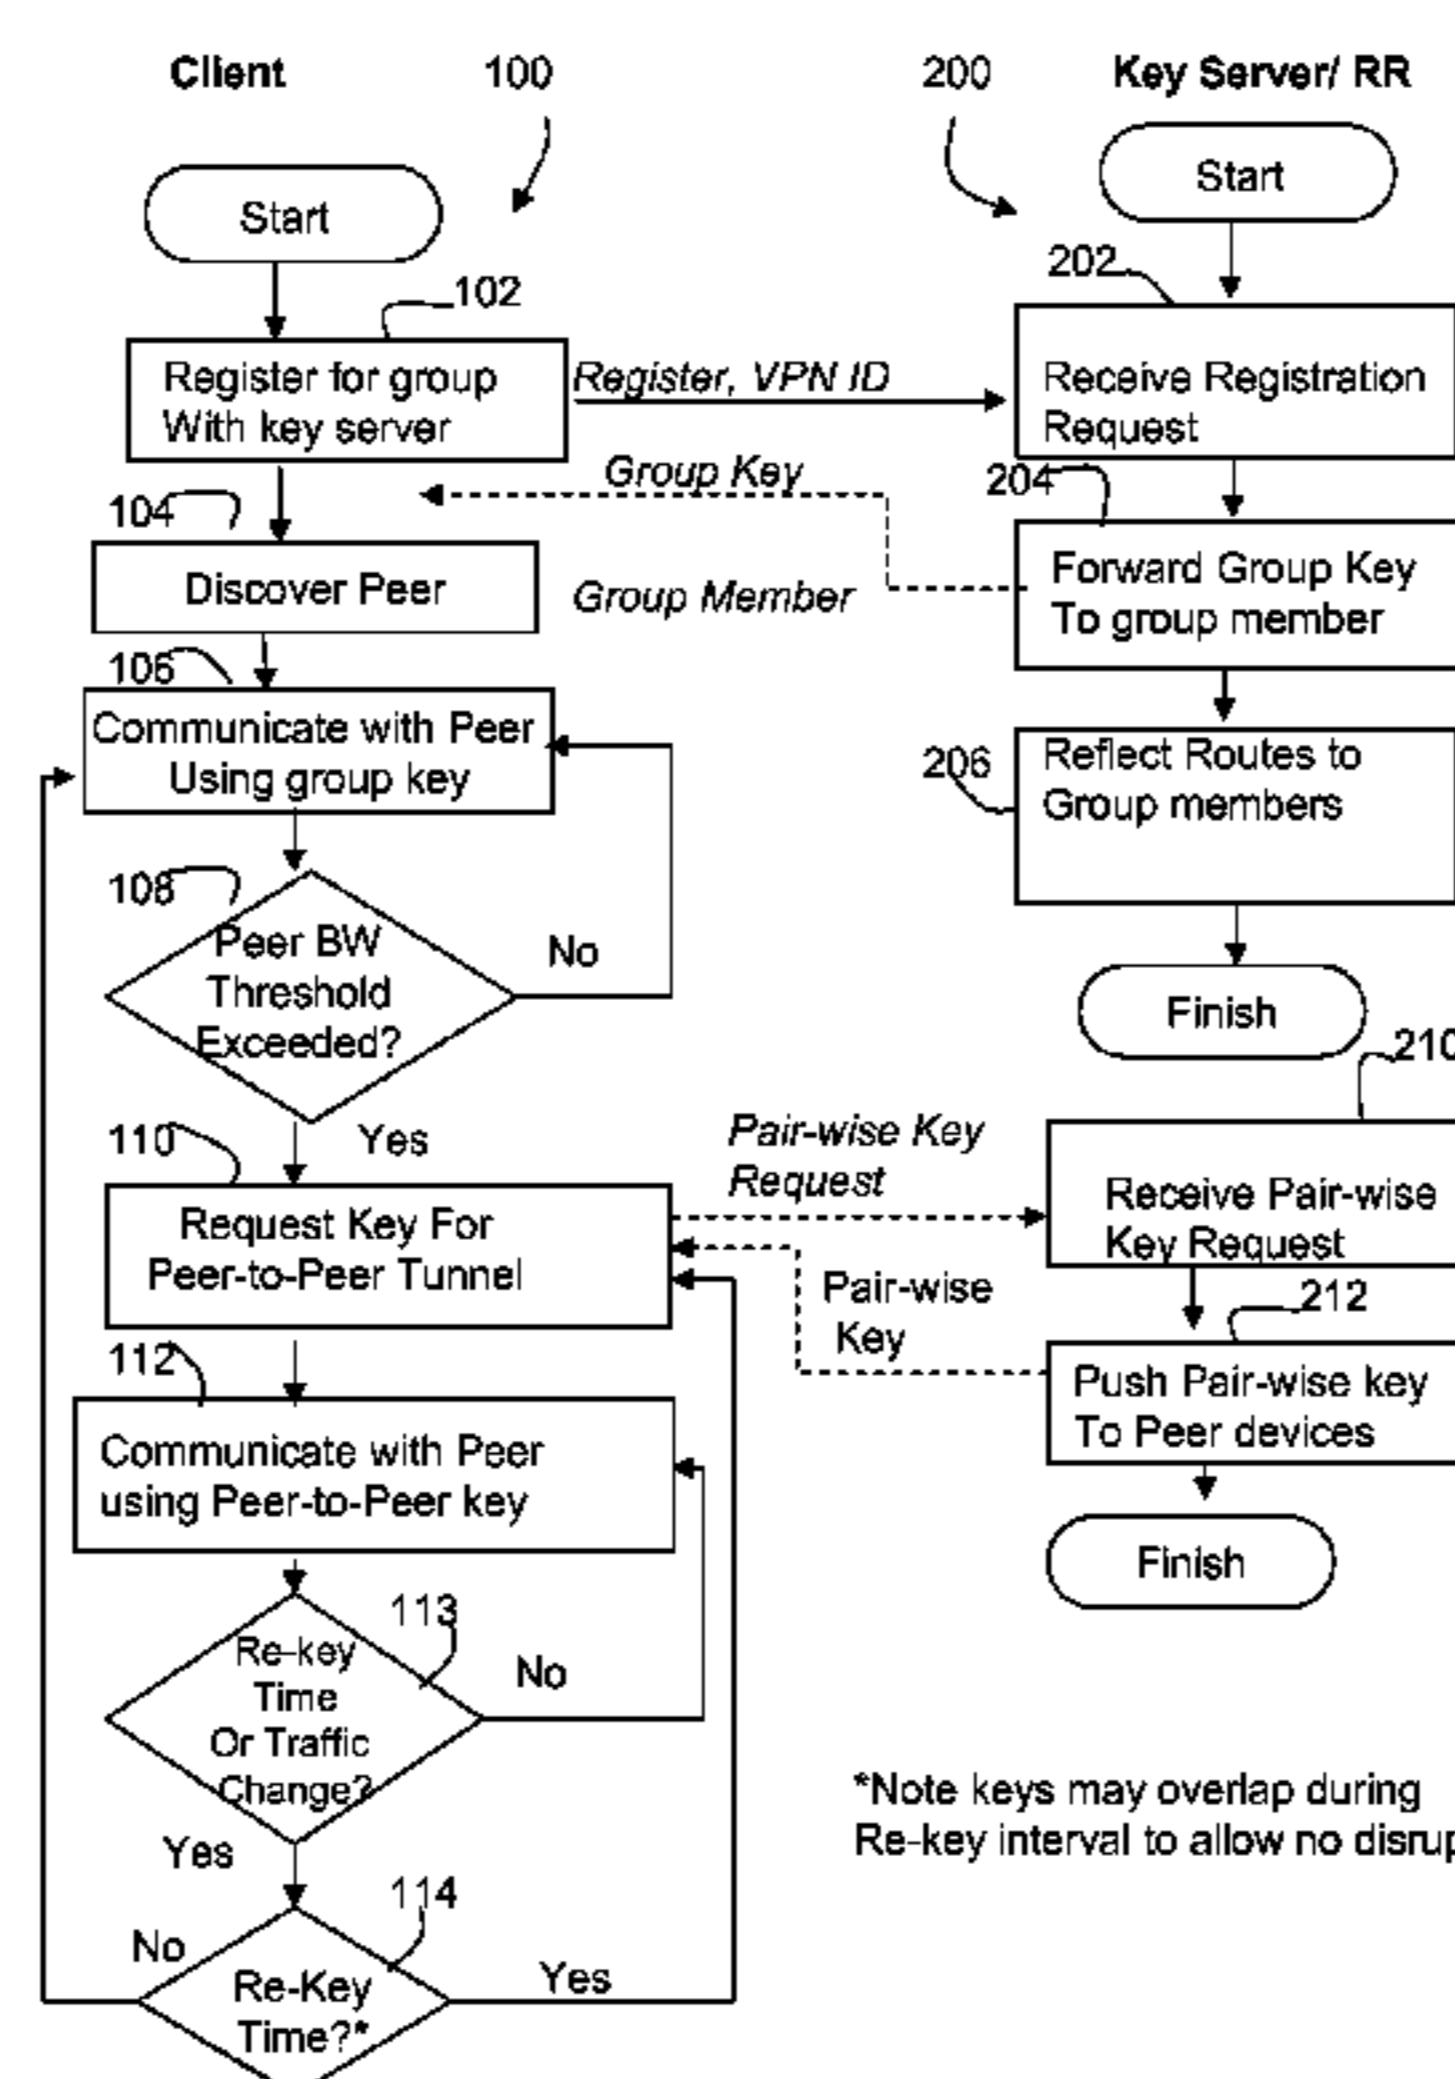 Client
100
200
Key Server/ RR
Start
Start
102
202
Register for group
With key server
Register, VPN ID
Receive Registration
Request
Group Key
204
104
Discover Peer
Group Member
Forward Group Key
To group member
106
Communicate with Peer
Using group key
206
Reflect Routes to
Group members
108
Peer BW
Threshold
Exceeded?
No
Finish
210
110
Yes
Pair-wise Key
Request
Request Key For
Peer-to-Peer Tunnel
Receive Pair-wise
Key Request
Pair-wise
Key
212
112
Push Pair-wise key
To Peer devices
Communicate with Peer
using Peer-to-Peer key
Finish
113
Re-key
Time
Or Traffic
Change?
No
Yes
*Note keys may overlap during
Re-key interval to allow no disrup
114
No
Re-Key
Time?*
Yes